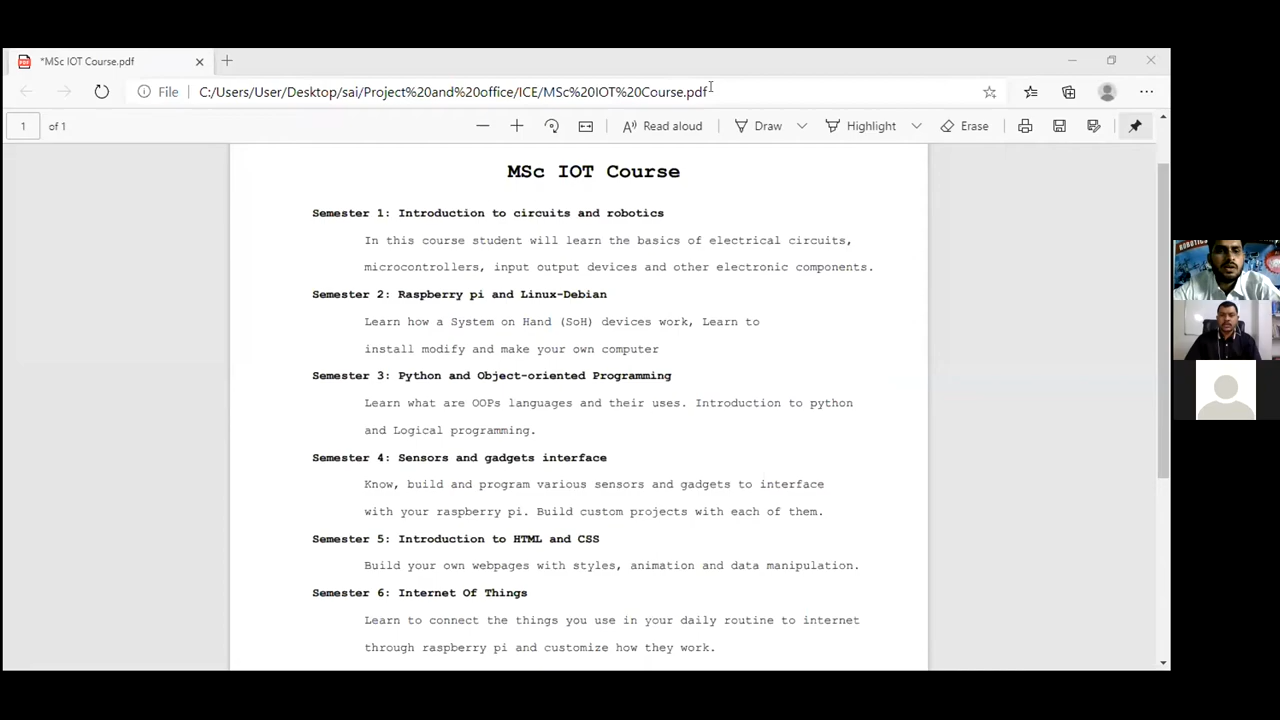 *MSc IOT Course.pdf
File C:/Users/User/Desktop/sai/Project%20and%20office/ICE/MSc%20IOT%20Course.pdf
1 of 1 Read aloud Draw Highlight Erase
MSc IOT Course
Semester 1: Introduction to circuits and robotics
In this course student will learn the basics of electrical circuits,
microcontrollers, input output devices and other electronic components.
Semester 2: Raspberry pi and Linux-Debian
Learn how a System on Hand (SoH) devices work, Learn to
install modify and make your own computer
Semester 3: Python and Object-oriented Programming
Learn what are OOPs languages and their uses. Introduction to python
and Logical programming.
Semester 4: Sensors and gadgets interface
Know, build and program various sensors and gadgets to interface
with your raspberry pi. Build custom projects with each of them.
Semester 5: Introduction to HTML and CSS
Build your own webpages with styles, animation and data manipulation.
Semester 6: Internet Of Things
Learn to connect the things you use in your daily routine to internet
through raspberry pi and customize how they work.
ROBOTICS